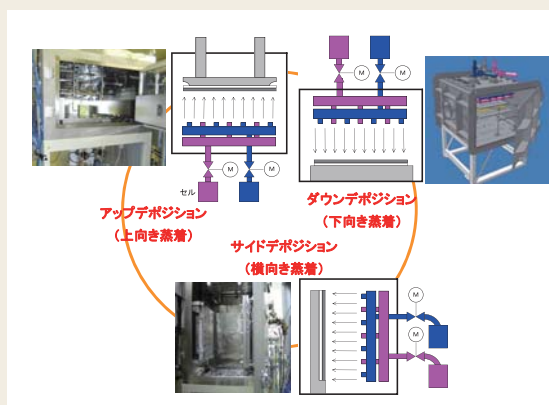 M
M
M
M
セル
アップデポジション
（上向き蒸着）
ダウンデポジション
（下向き蒸着）
サイドデポジション
（横向き蒸着）
M
M